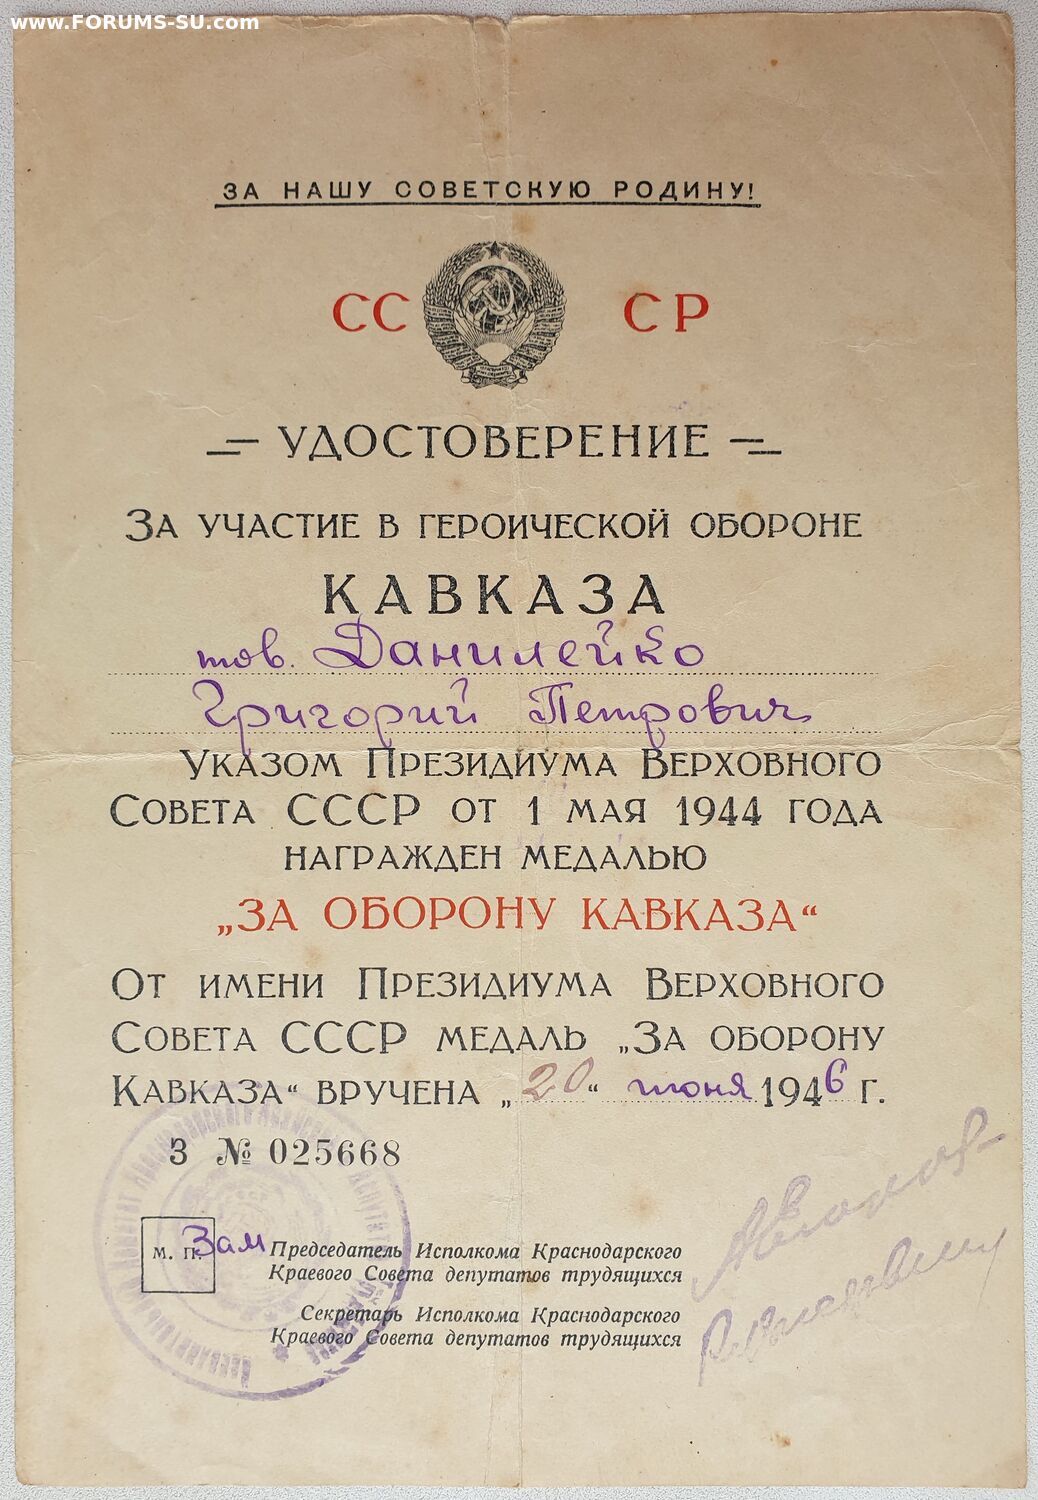 www.FORUMS-SU.com
ЗА НАШУ СОВЕТСКУЮ РОДИНУ!
СС СР
УДОСТОВЕРЕНИЕ
ЗА УЧАСТИЕ В ГЕРОИЧЕСКОЙ ОБОРОНЕ
КАВКАЗА
тов. Данилейко
Григорий Петрович
УКАЗОМ ПРЕЗИДИУМА ВЕРХОВНОГО
СОВЕТА СССР ОТ 1 МАЯ 1944 ГОДА
НАГРАЖДЕН МЕДАЛЬЮ
„ЗА ОБОРОНУ КАВКАЗА“
ОТ ИМЕНИ ПРЕЗИДИУМА ВЕРХОВНОГО
СОВЕТА СССР МЕДАЛЬ „ЗА ОБОРОНУ
КАВКАЗА“ ВРУЧЕНА „20“ июня 1946 Г.
З № 025668
М. П.
Зам Председатель Исполкома Краснодарского
Краевого Совета депутатов трудящихся
Секретарь Исполкома Краснодарского
Краевого Совета депутатов трудящихся